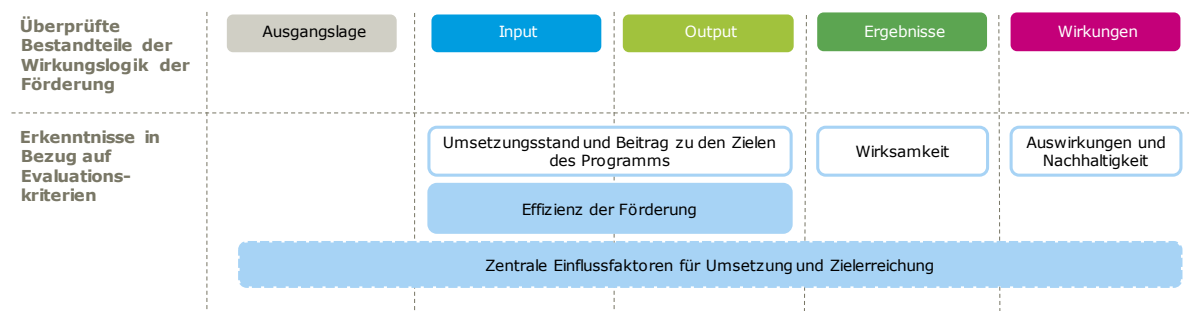 Überprüfte
Bestandteile der
Wirkungslogik der
Förderung
Ausgangslage
Input
Output
Ergebnisse
Wirkungen
Erkenntnisse in
Bezug auf
Evaluations-
kriterien
Umsetzungsstand und Beitrag zu den Zielen
des Programms
Wirksamkeit
Auswirkungen und
Nachhaltigkeit
Effizienz der Förderung
Zentrale Einflussfaktoren für Umsetzung und Zielerreichung